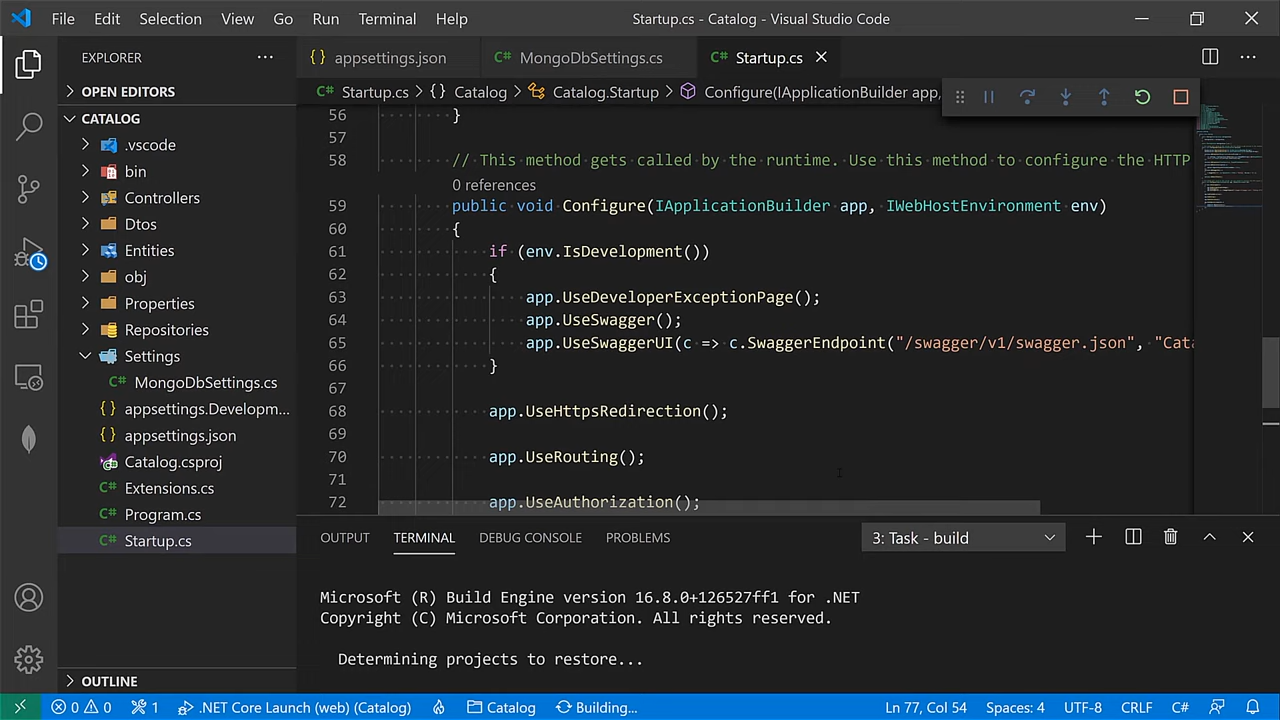 File Edit Selection View Go Run Terminal Help Startup.cs - Catalog - Visual Studio Code
EXPLORER
OPEN EDITORS
CATALOG
.vscode
bin
Controllers
Dtos
Entities
obj
Properties
Repositories
Settings
MongoDbSettings.cs
appsettings.Developm...
appsettings.json
Catalog.csproj
Extensions.cs
Program.cs
Startup.cs
OUTLINE
appsettings.json MongoDbSettings.cs Startup.cs
Startup.cs > {} Catalog > Catalog.Startup > Configure(IApplicationBuilder app,
56 }
57
58 // This method gets called by the runtime. Use this method to configure the HTTP
0 references
59 public void Configure(IApplicationBuilder app, IWebHostEnvironment env)
60 {
61 if (env.IsDevelopment())
62 {
63 app.UseDeveloperExceptionPage();
64 app.UseSwagger();
65 app.UseSwaggerUI(c => c.SwaggerEndpoint("/swagger/v1/swagger.json", "Cata
66 }
67
68 app.UseHttpsRedirection();
69
70 app.UseRouting();
71
72 app.UseAuthorization();
OUTPUT TERMINAL DEBUG CONSOLE PROBLEMS 3: Task - build
Microsoft (R) Build Engine version 16.8.0+126527ff1 for .NET
Copyright (C) Microsoft Corporation. All rights reserved.
Determining projects to restore...
0 0 1 .NET Core Launch (web) (Catalog) Catalog Building... Ln 77, Col 54 Spaces: 4 UTF-8 CRLF C#